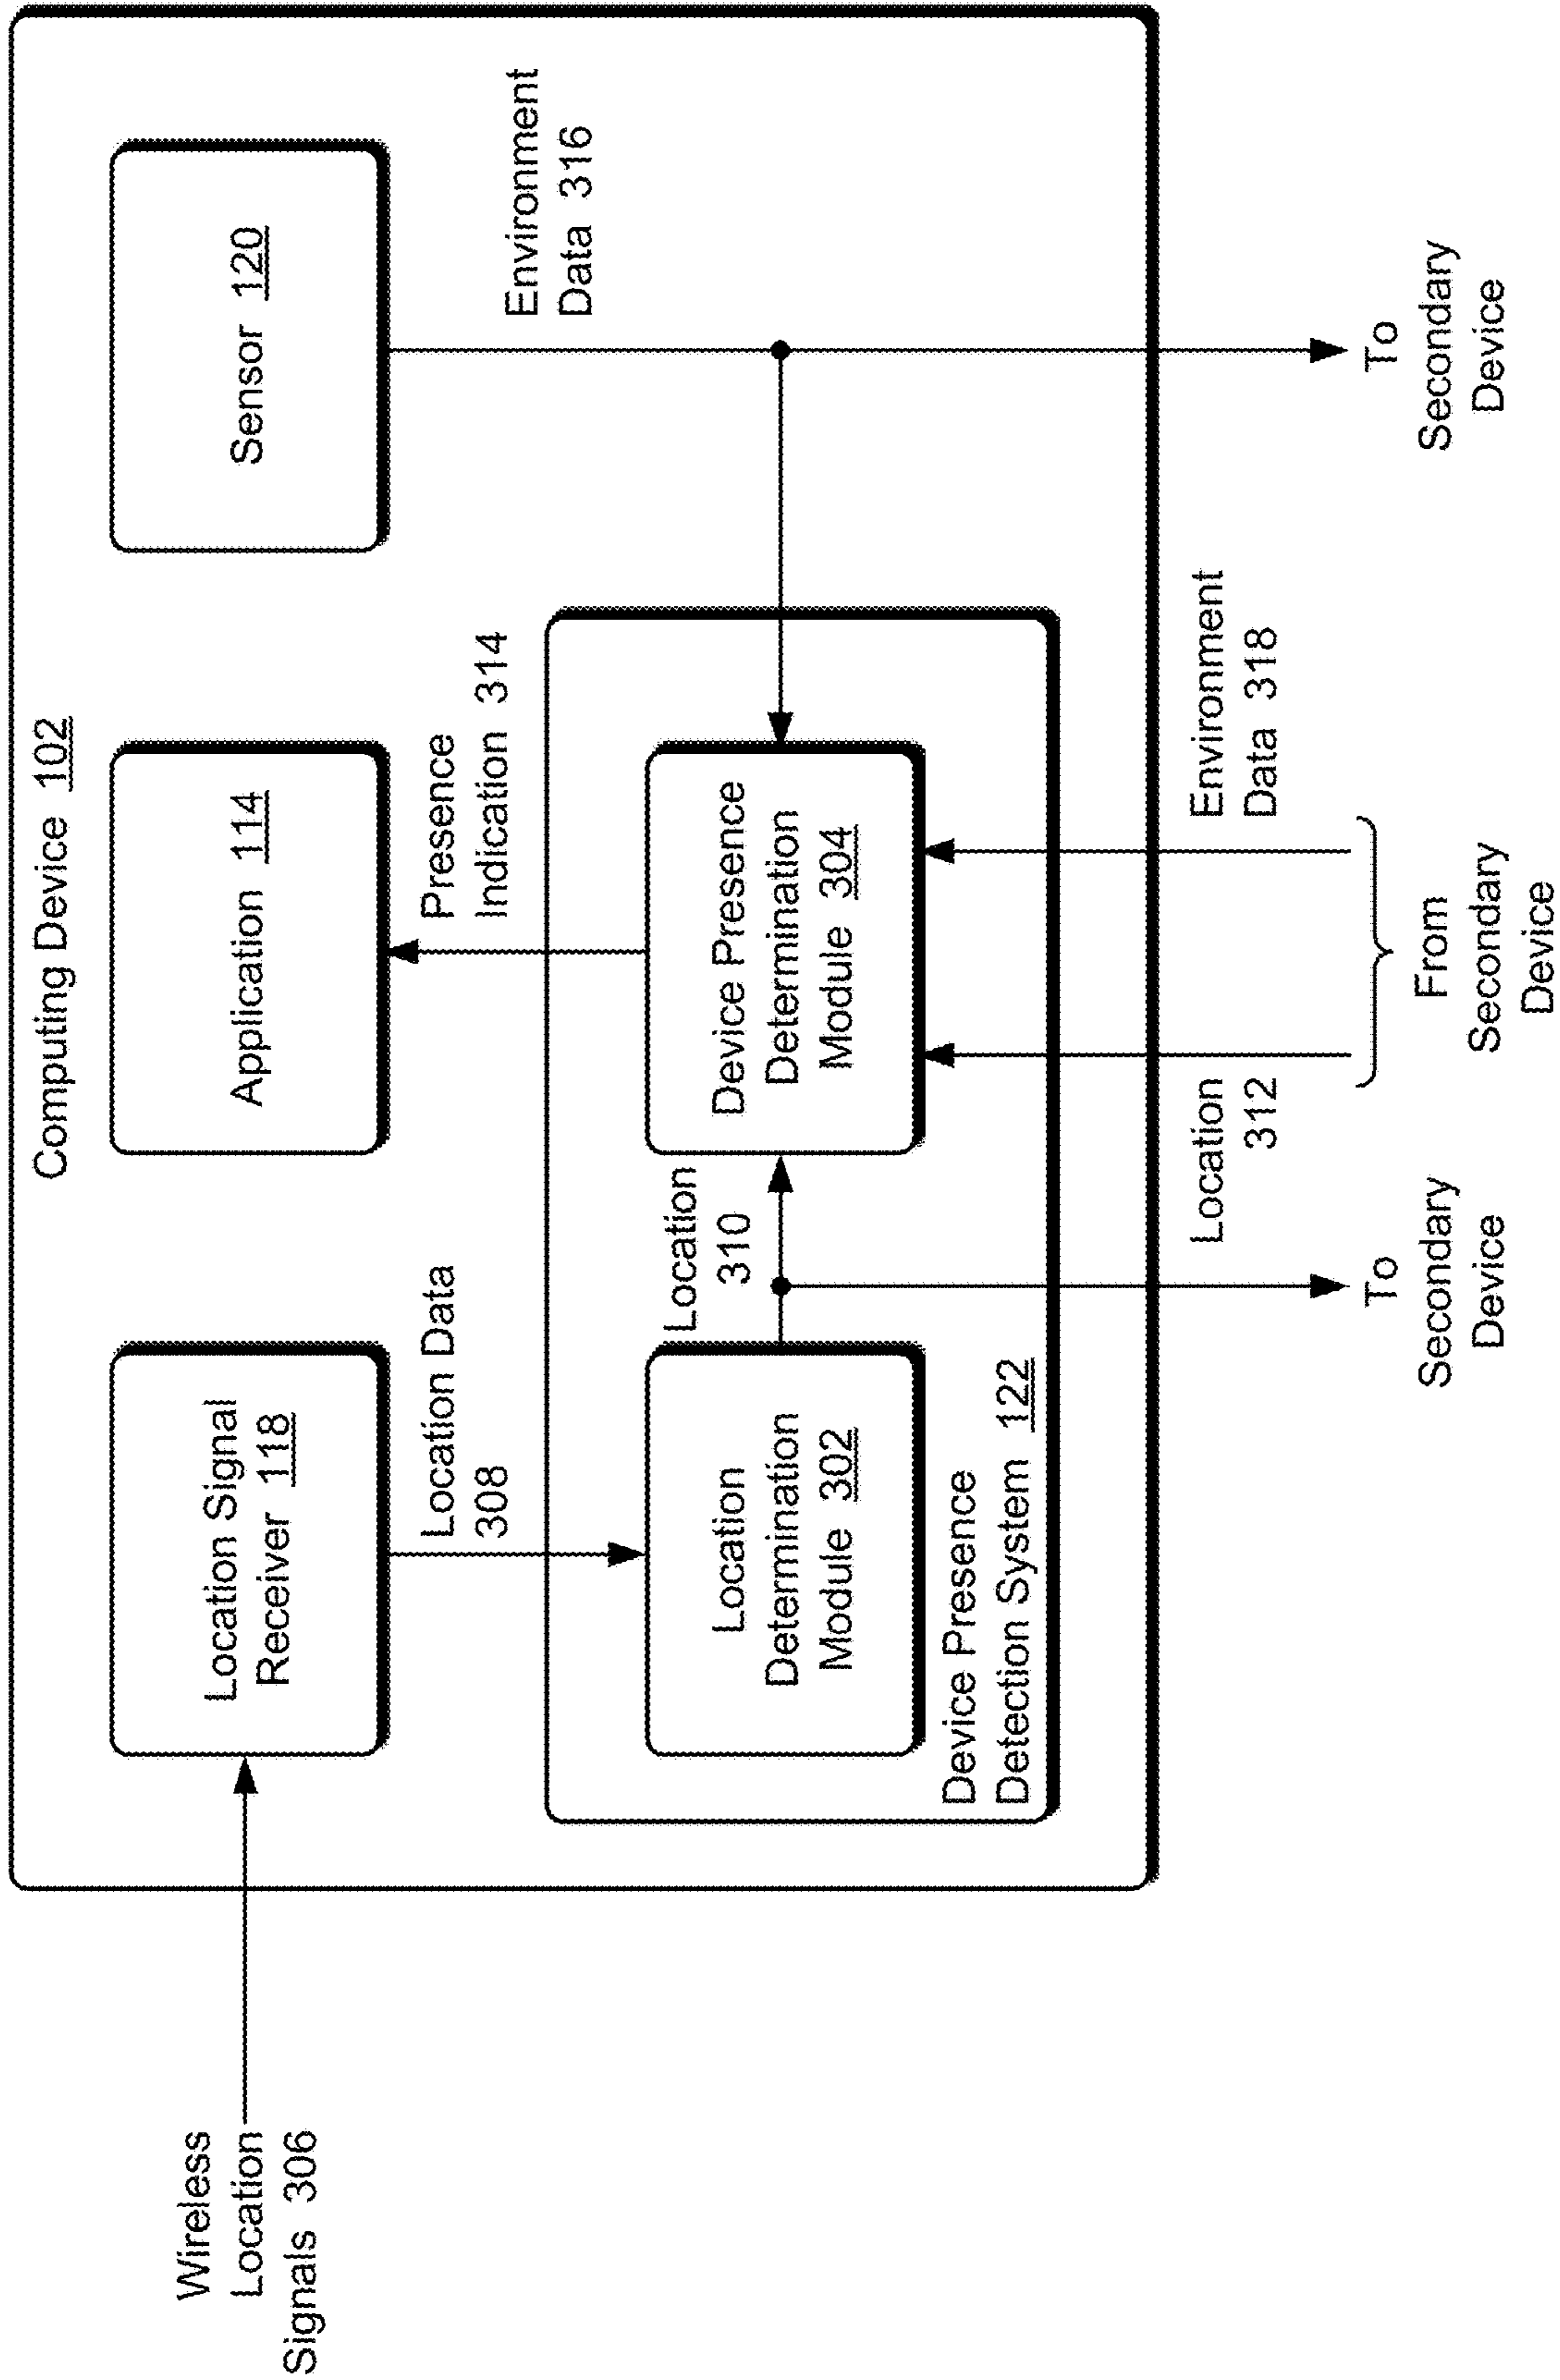 Computing Device 102
Wireless
Location
Signals 306
Location Signal
Receiver 118
Application 114
Sensor 120
Location Data
308
Presence
Indication 314
Environment
Data 316
Location
Determination
Module 302
Location
310
Device Presence
Determination
Module 304
Device Presence
Detection System 122
Location
312
Environment
Data 318
To
Secondary
Device
From
Secondary
Device
To
Secondary
Device